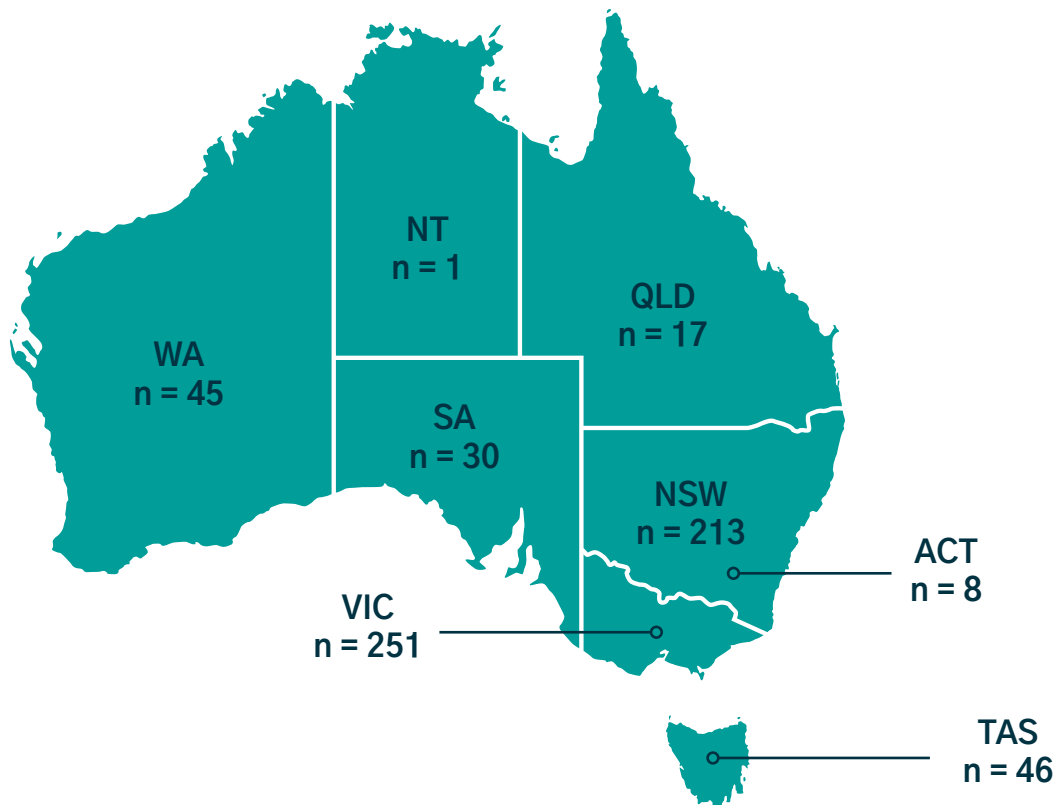 NT
n = 1
QLD
n = 17
WA
n = 45
SA
n = 30
NSW
n = 213
ACT
n = 8
VIC
n = 251
TAS
n = 46